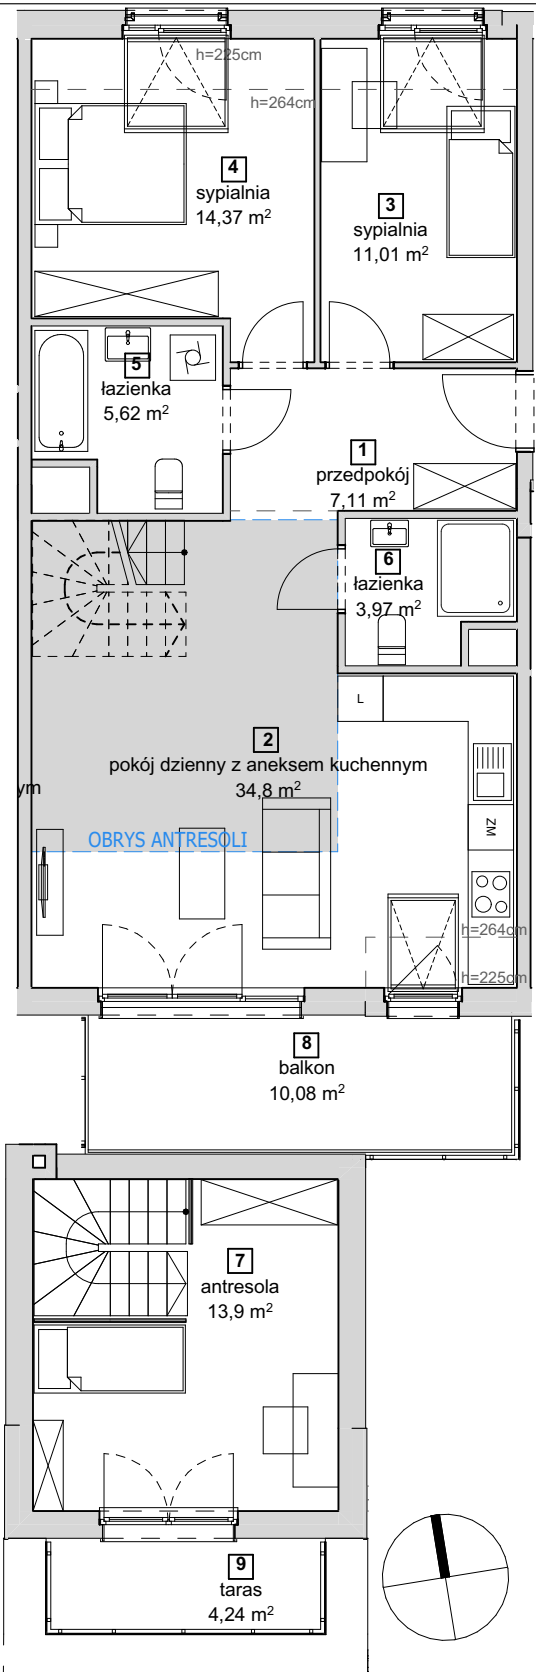 h=225cm
h=264cm
4
sypialnia
14,37 m²
3
sypialnia
11,01 m²
5
łazienka
5,62 m²
1
przedpokój
7,11 m²
6
łazienka
3,97 m²
L
2
pokój dzienny z aneksem kuchennym
34,8 m²
ym
ZM
OBRYS ANTRESOLI
h=264cm
h=225cm
8
balkon
10,08 m²
7
antresola
13,9 m²
9
taras
4,24 m²